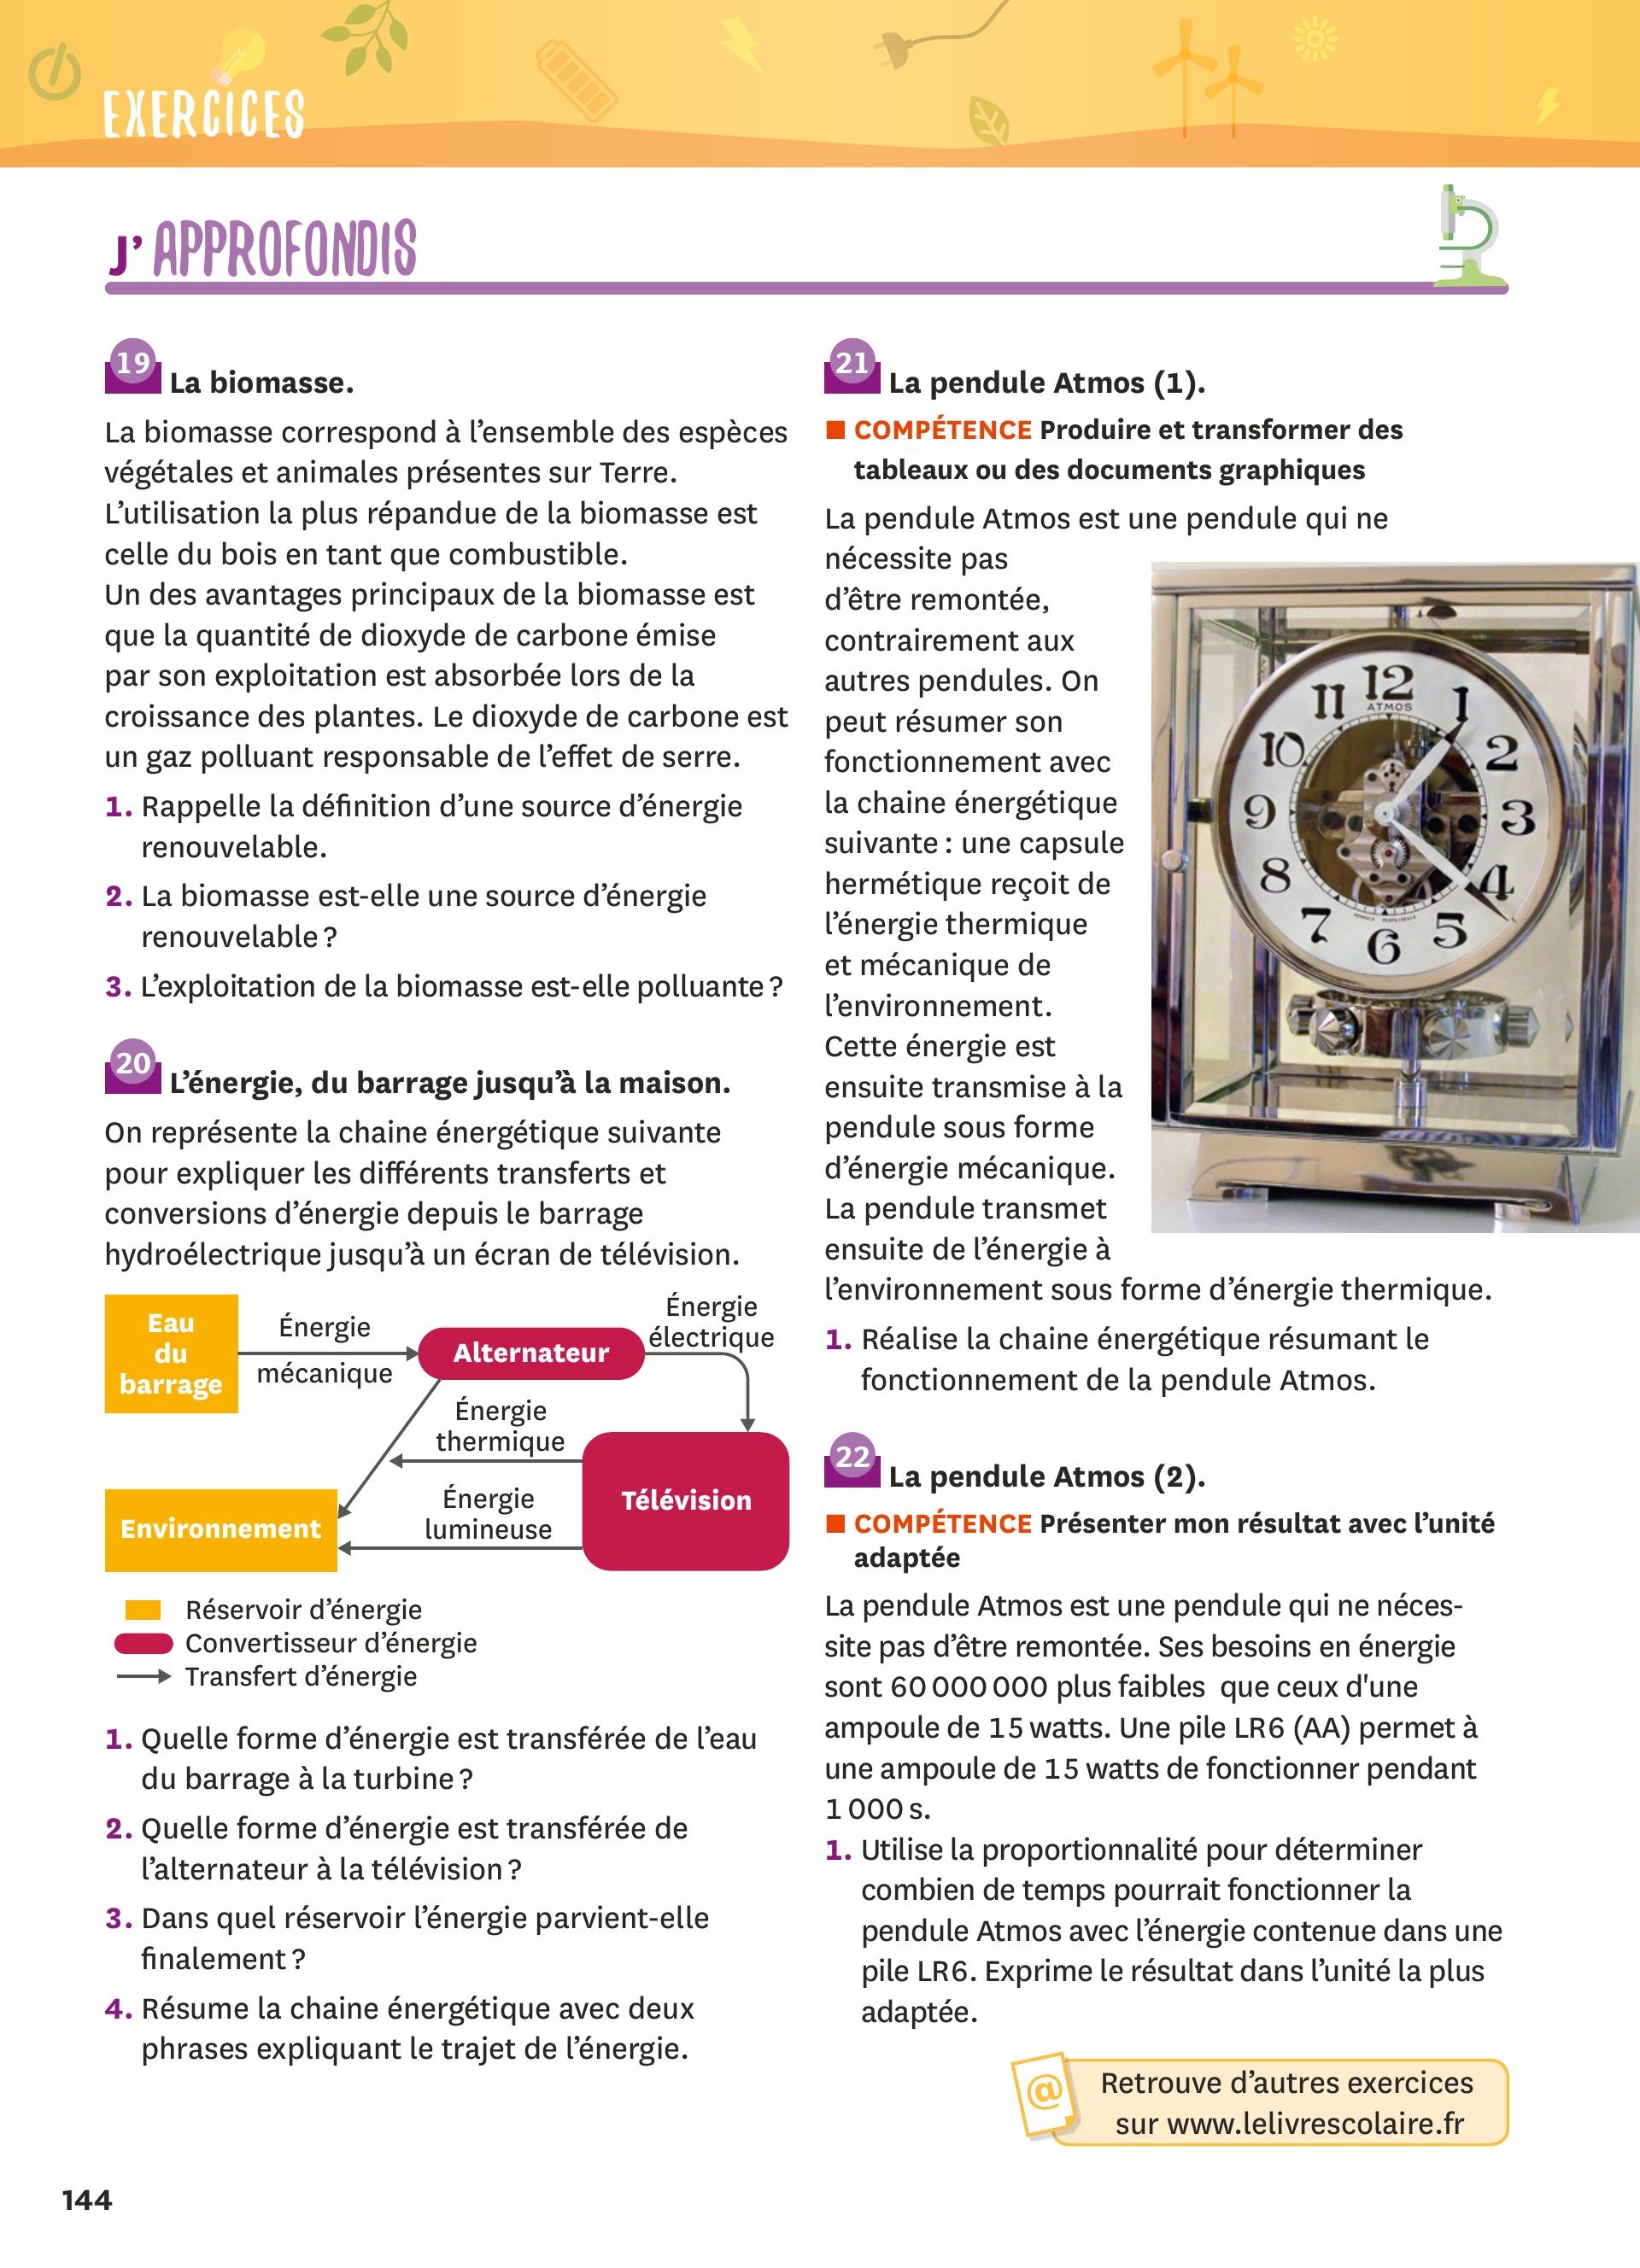 EXERCICES
J’APPROFONDIS
19 La biomasse.
La biomasse correspond à l’ensemble des espèces
végétales et animales présentes sur Terre.
L’utilisation la plus répandue de la biomasse est
celle du bois en tant que combustible.
Un des avantages principaux de la biomasse est
que la quantité de dioxyde de carbone émise
par son exploitation est absorbée lors de la
croissance des plantes. Le dioxyde de carbone est
un gaz polluant responsable de l’effet de serre.
1. Rappelle la définition d’une source d’énergie
renouvelable.
2. La biomasse est-elle une source d’énergie
renouvelable ?
3. L’exploitation de la biomasse est-elle polluante ?
20 L’énergie, du barrage jusqu’à la maison.
On représente la chaine énergétique suivante
pour expliquer les différents transferts et
conversions d’énergie depuis le barrage
hydroélectrique jusqu’à un écran de télévision.
Eau
du
barrage
Énergie
mécanique
Alternateur
Énergie
électrique
Énergie
thermique
Télévision
Énergie
lumineuse
Environnement
Réservoir d’énergie
Convertisseur d’énergie
Transfert d’énergie
1. Quelle forme d’énergie est transférée de l’eau
du barrage à la turbine ?
2. Quelle forme d’énergie est transférée de
l’alternateur à la télévision ?
3. Dans quel réservoir l’énergie parvient-elle
finalement ?
4. Résume la chaine énergétique avec deux
phrases expliquant le trajet de l’énergie.
21 La pendule Atmos (1).
COMPÉTENCE Produire et transformer des
tableaux ou des documents graphiques
La pendule Atmos est une pendule qui ne
nécessite pas
d’être remontée,
contrairement aux
autres pendules. On
peut résumer son
fonctionnement avec
la chaine énergétique
suivante : une capsule
hermétique reçoit de
l’énergie thermique
et mécanique de
l’environnement.
Cette énergie est
ensuite transmise à la
pendule sous forme
d’énergie mécanique.
La pendule transmet
ensuite de l’énergie à
l’environnement sous forme d’énergie thermique.
12
ATMOS
1
2
3
4
5
6
7
8
9
10
11
1. Réalise la chaine énergétique résumant le
fonctionnement de la pendule Atmos.
22 La pendule Atmos (2).
COMPÉTENCE Présenter mon résultat avec l’unité
adaptée
La pendule Atmos est une pendule qui ne néces-
site pas d’être remontée. Ses besoins en énergie
sont 60 000 000 plus faibles que ceux d'une
ampoule de 15 watts. Une pile LR6 (AA) permet à
une ampoule de 15 watts de fonctionner pendant
1 000 s.
1. Utilise la proportionnalité pour déterminer
combien de temps pourrait fonctionner la
pendule Atmos avec l’énergie contenue dans une
pile LR6. Exprime le résultat dans l’unité la plus
adaptée.
@
Retrouve d’autres exercices
sur www.lelivrescolaire.fr
144